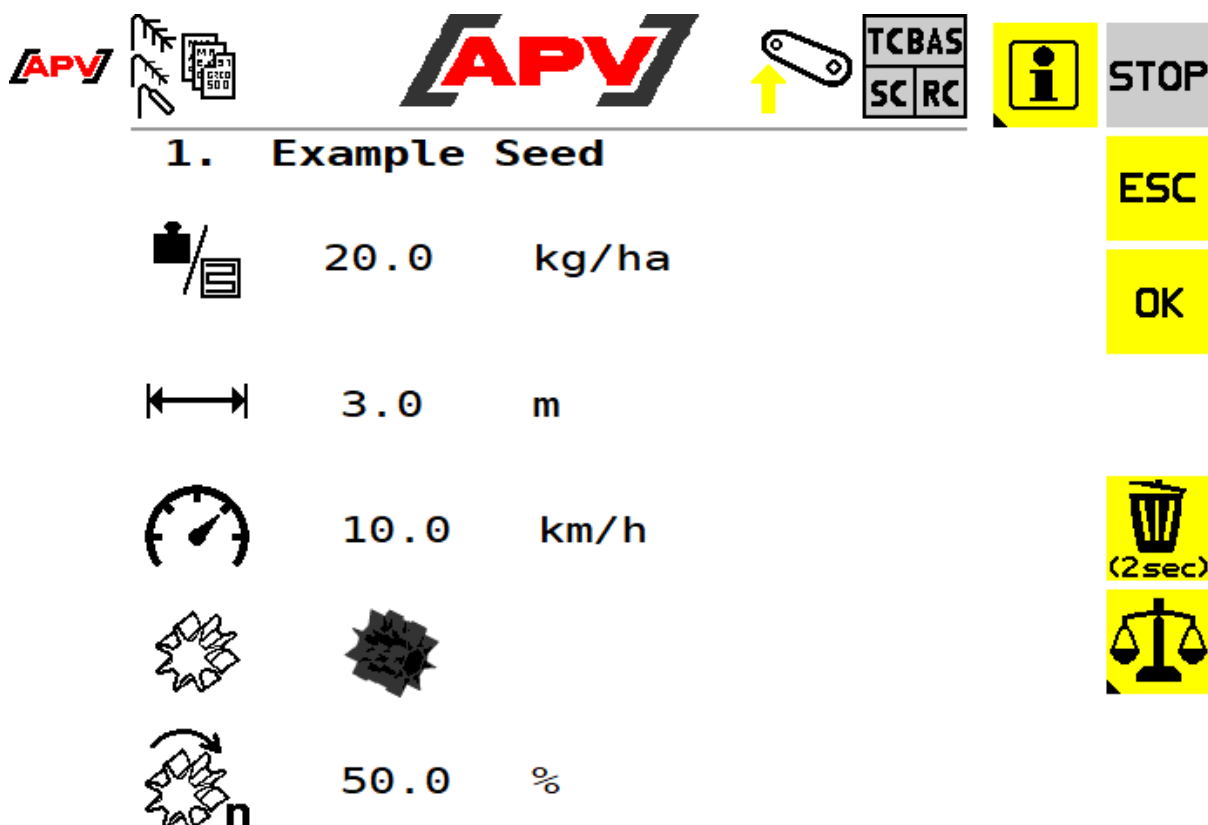 APV
APV
TCBAS
SC RC
STOP
1. Example Seed
ESC
20.0 kg/ha
OK
3.0 m
10.0 km/h
(2sec)
50.0 %
n